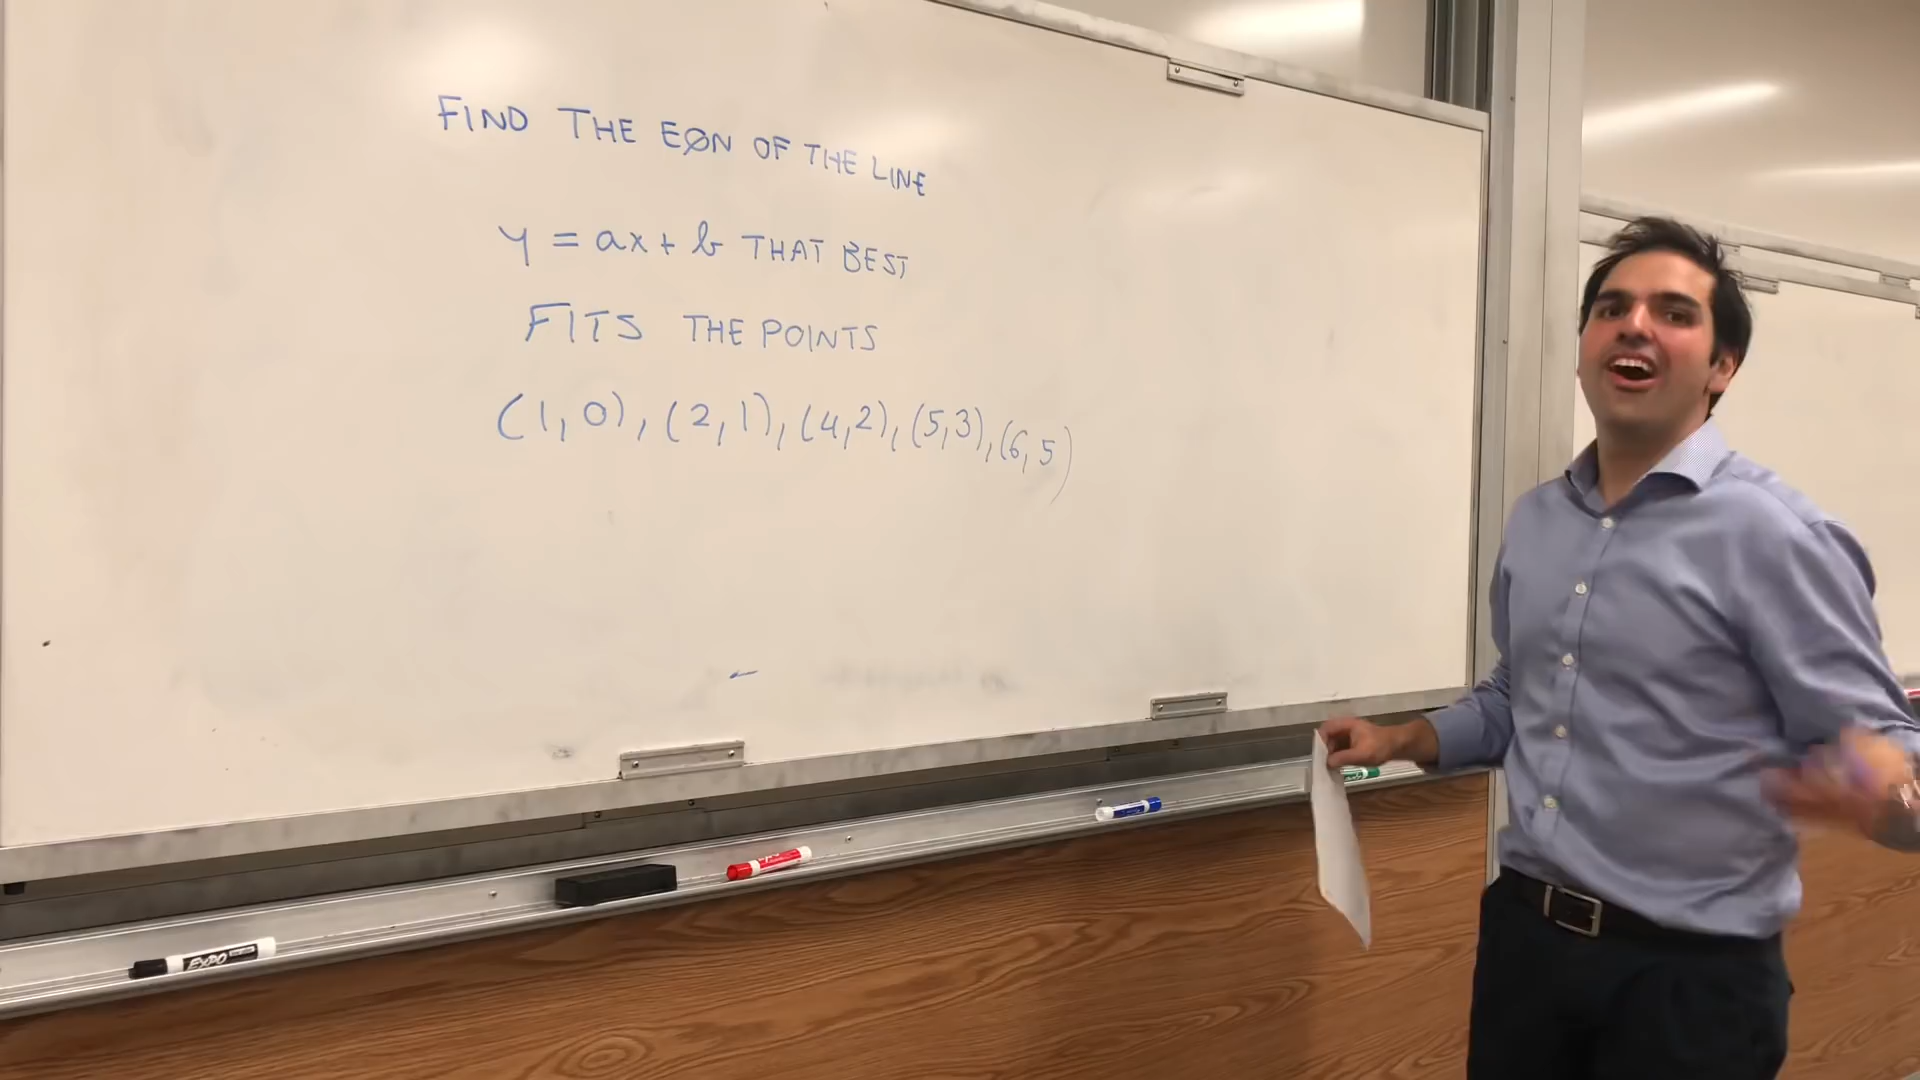 FIND THE EQN OF THE LINE
y = ax + b THAT BEST
FITS THE POINTS
(1,0), (2,1), (4,2), (5,3), (6,5)
EXPO